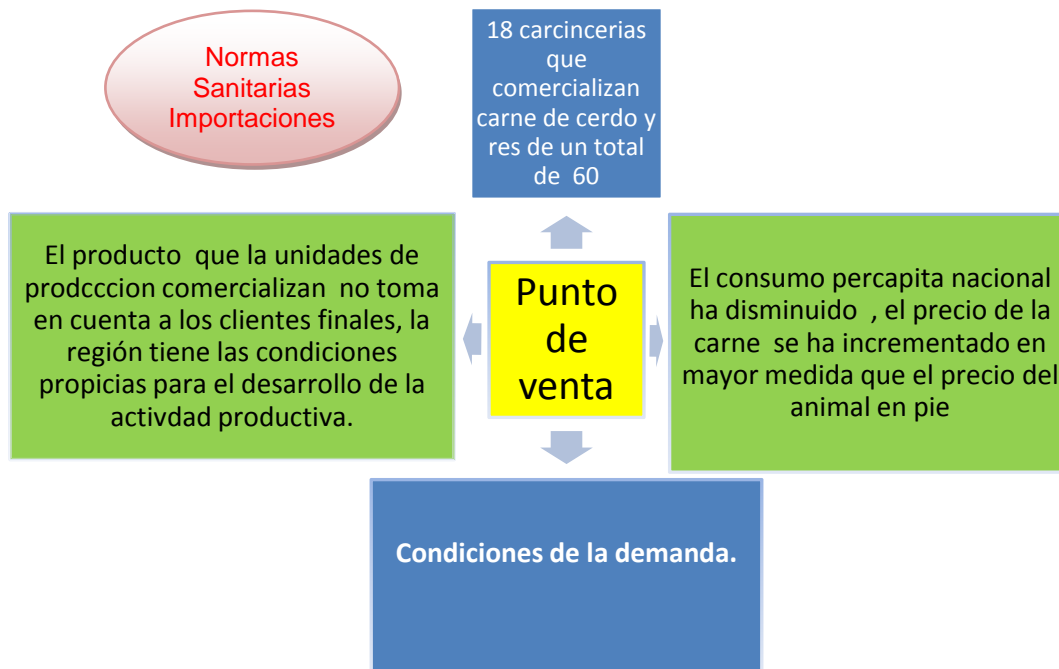 Normas
Sanitarias
Importaciones
18 carcincerias
que
comercializan
carne de cerdo y
res de un total
de 60
El producto que la unidades de
prodcccion comercializan no toma
en cuenta a los clientes finales, la
región tiene las condiciones
propicias para el desarrollo de la
activdad productiva.
Punto
de
venta
El consumo percapita nacional
ha disminuido , el precio de la
carne se ha incrementado en
mayor medida que el precio del
animal en pie
Condiciones de la demanda.